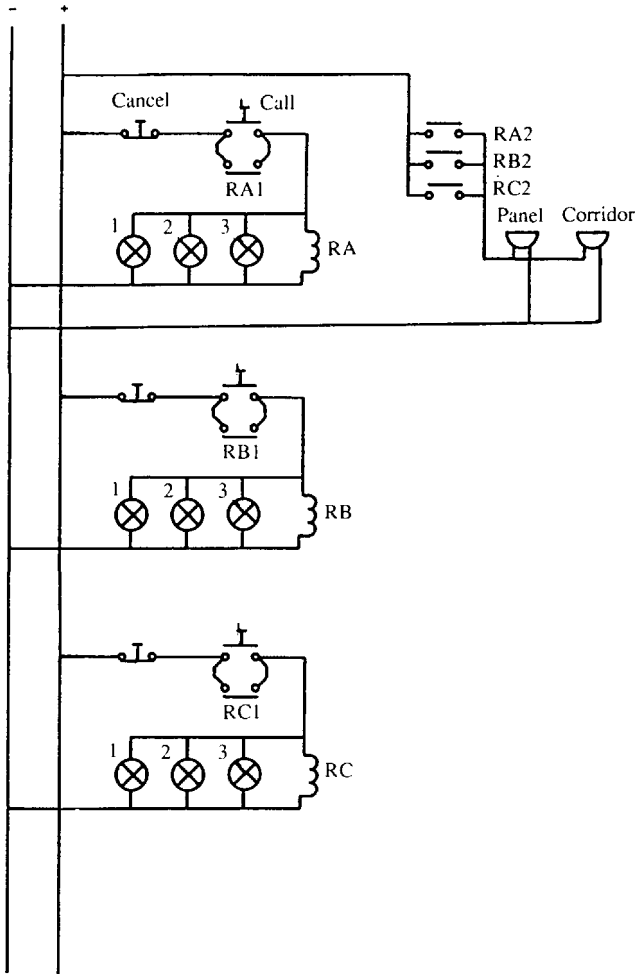 - +
Cancel Call
RA2
RB2
RA1 RC2
Panel Corridor
1 2 3
RA
RB1
1 2 3
RB
RC1
1 2 3
RC